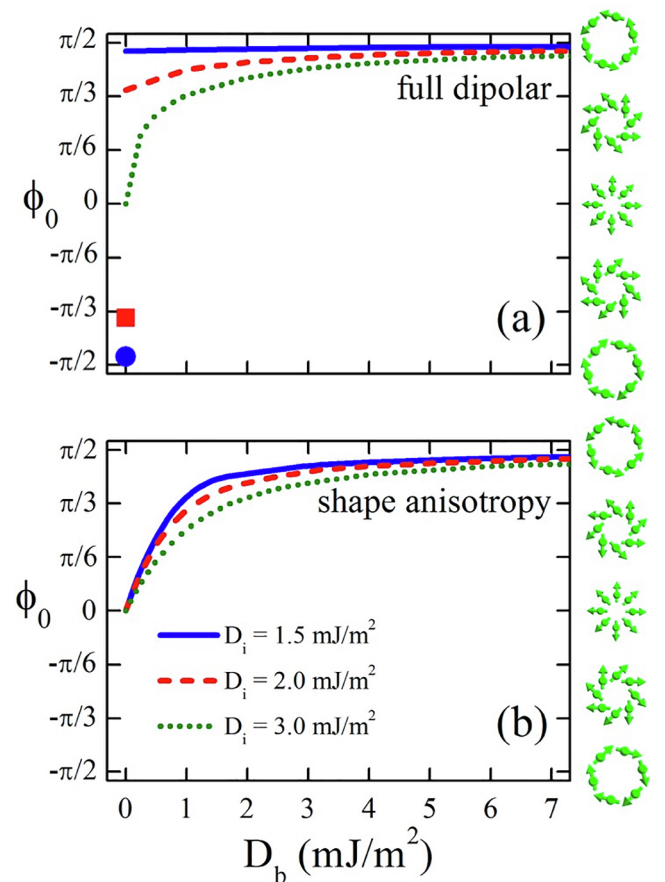 π/2
π/3
full dipolar
π/6
ϕ₀
0
-π/6
-π/3
(a)
-π/2
π/2
π/3
shape anisotropy
π/6
ϕ₀
0
Dᵢ = 1.5 mJ/m²
-π/6
Dᵢ = 2.0 mJ/m²
-π/3
Dᵢ = 3.0 mJ/m²
(b)
-π/2
0 1 2 3 4 5 6 7
D_b (mJ/m²)